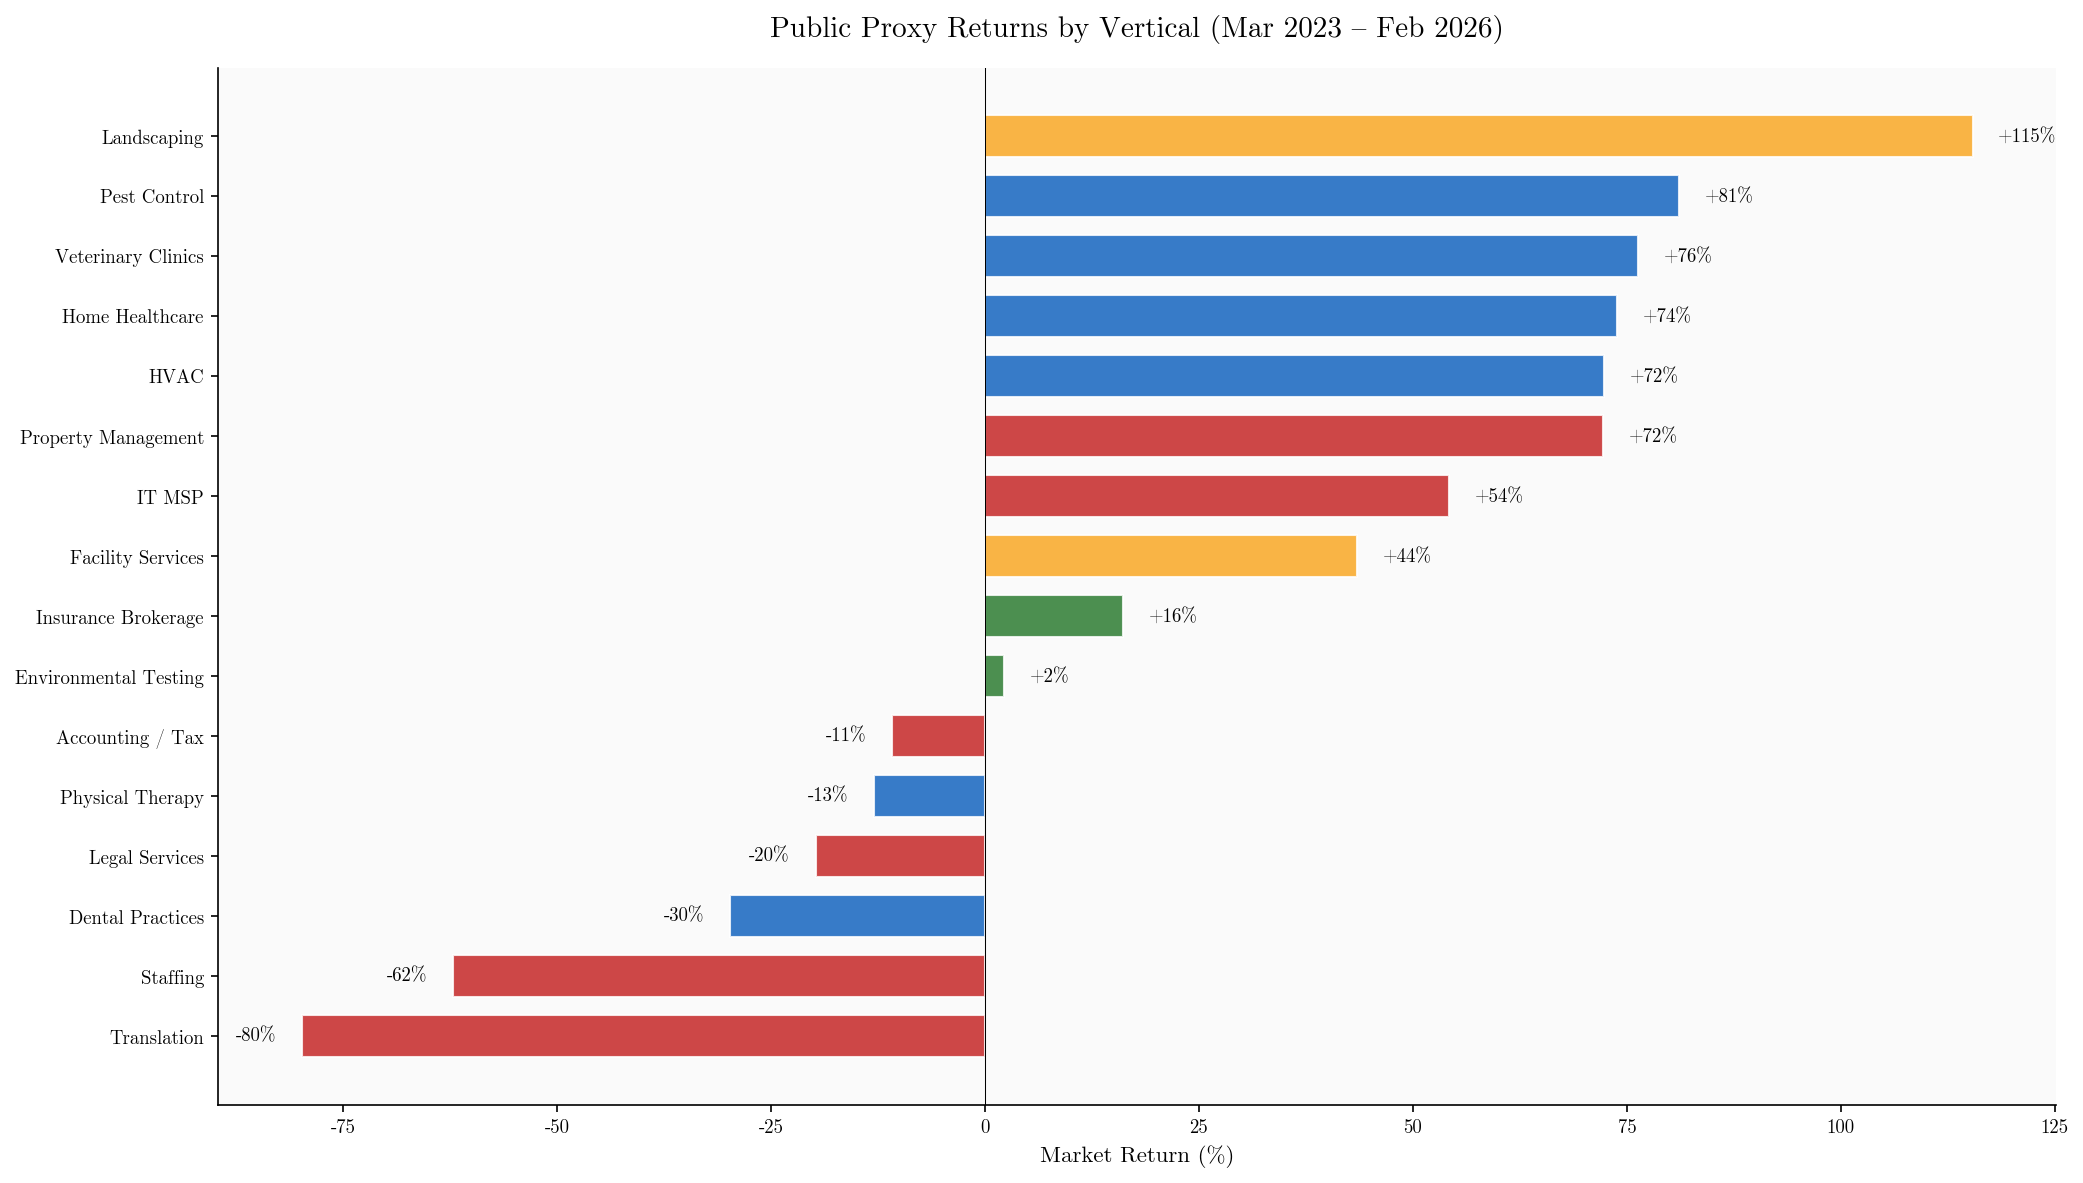 Public Proxy Returns by Vertical (Mar 2023 – Feb 2026)
Landscaping +115%
Pest Control +81%
Veterinary Clinics +76%
Home Healthcare +74%
HVAC +72%
Property Management +72%
IT MSP +54%
Facility Services +44%
Insurance Brokerage +16%
Environmental Testing +2%
Accounting / Tax -11%
Physical Therapy -13%
Legal Services -20%
Dental Practices -30%
Staffing -62%
Translation -80%
-75 -50 -25 0 25 50 75 100 125
Market Return (%)